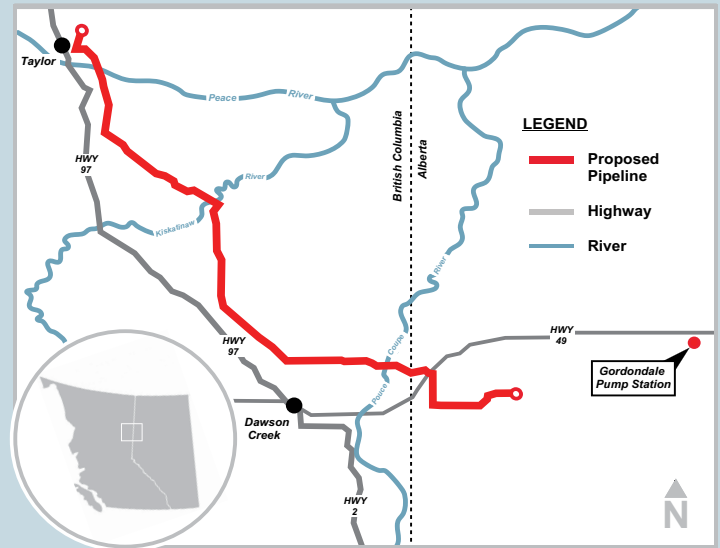 Taylor
Peace River
HWY
97
British Columbia
Alberta
LEGEND
Proposed
Pipeline
Highway
River
River
Kiskatinaw
River
HWY
97
Coupe
Pouce
HWY
49
Gordondale
Pump Station
Dawson
Creek
HWY
2
N